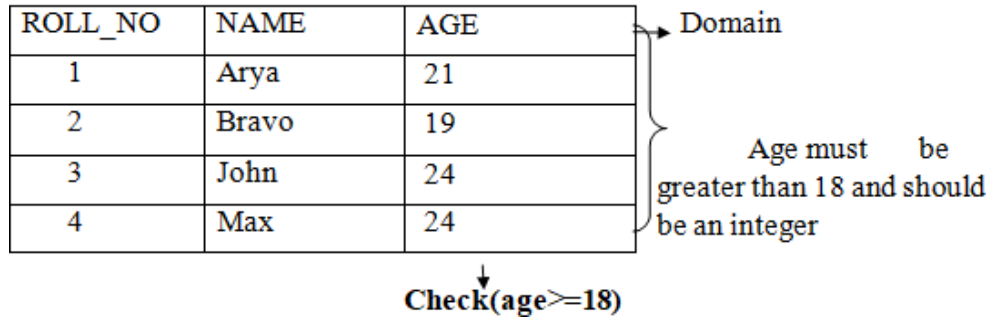 ROLL_NO NAME AGE Domain
1 Arya 21
2 Bravo 19
3 John 24
4 Max 24
Age must be
greater than 18 and should
be an integer
Check(age>=18)